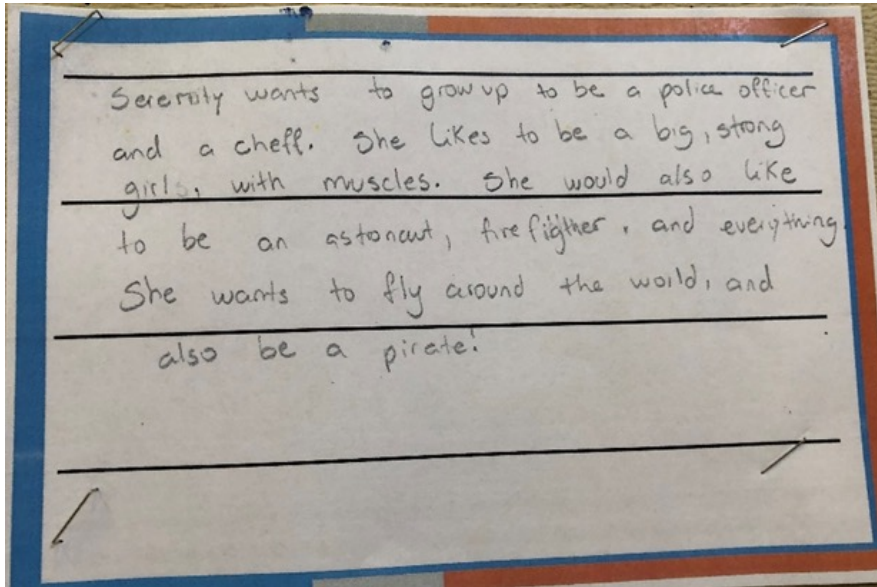 Serenity wants to grow up to be a police officer
and a cheff. She likes to be a big, strong
girl, with muscles. She would also like
to be an astonaut, firefigther, and everything
She wants to fly around the world, and
also be a pirate!